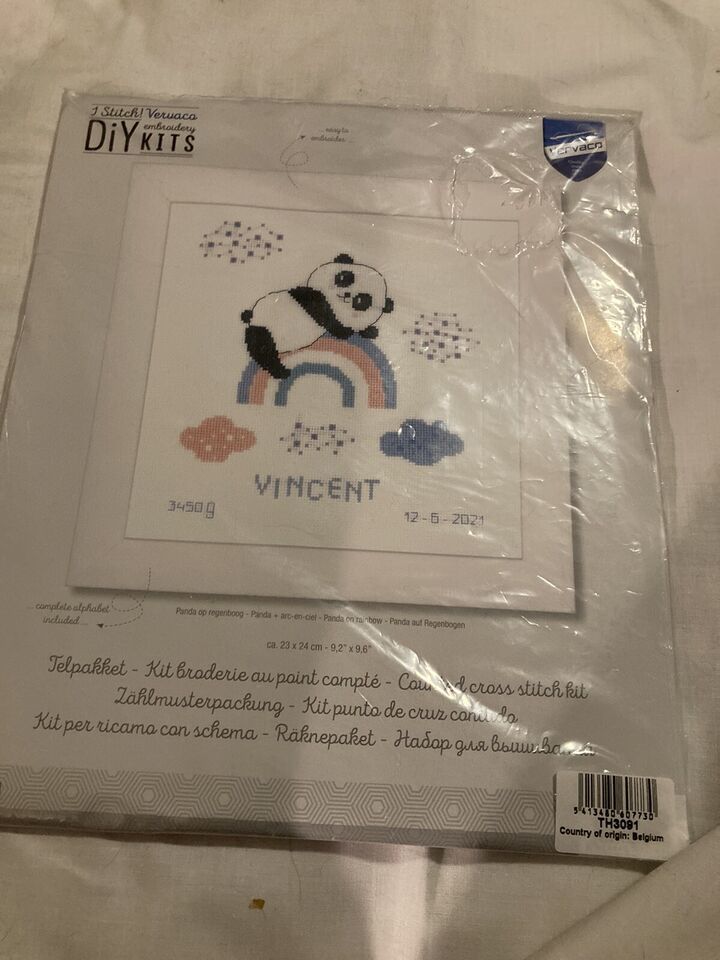 I Stitch! Vervaco
embroidery
DiY KITS
... easy to
embroider
vervaco
VINCENT
3450g
12-6-2021
... complete alphabet
included...
Panda op regenboog - Panda + arc-en-ciel - Panda on rainbow - Panda auf Regenbogen
ca. 23 x 24 cm - 9,2" x 9,6"
Telpakket - Kit broderie au point compté - Counted cross stitch kit
Zählmusterpackung - Kit punto de cruz contado
Kit per ricamo con schema - Räknepaket - Набор для вышивания
5 413480 607730
TH3091
Country of origin: Belgium